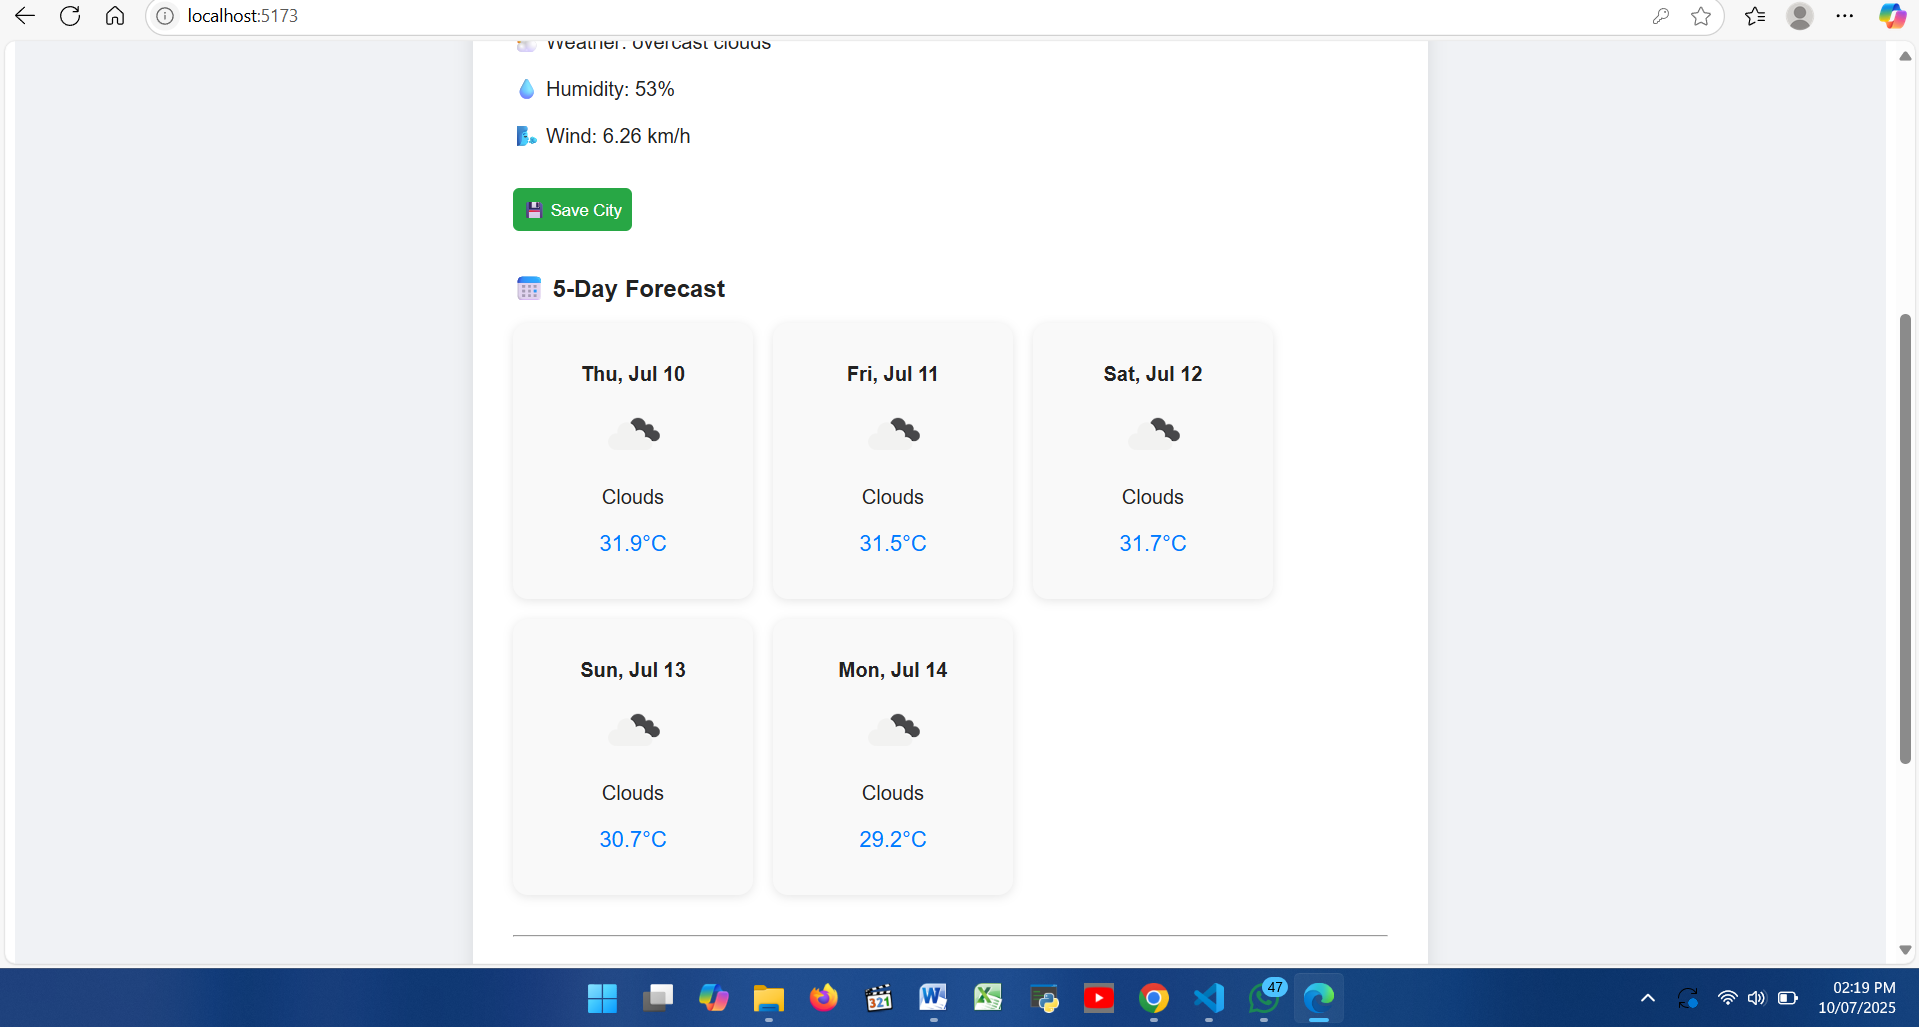 localhost:5173
Weather: overcast clouds
Humidity: 53%
Wind: 6.26 km/h
Save City
5-Day Forecast
Thu, Jul 10
Fri, Jul 11
Sat, Jul 12
Clouds
Clouds
Clouds
31.9°C
31.5°C
31.7°C
Sun, Jul 13
Mon, Jul 14
Clouds
Clouds
30.7°C
29.2°C
321
W
X
47
02:19 PM
10/07/2025